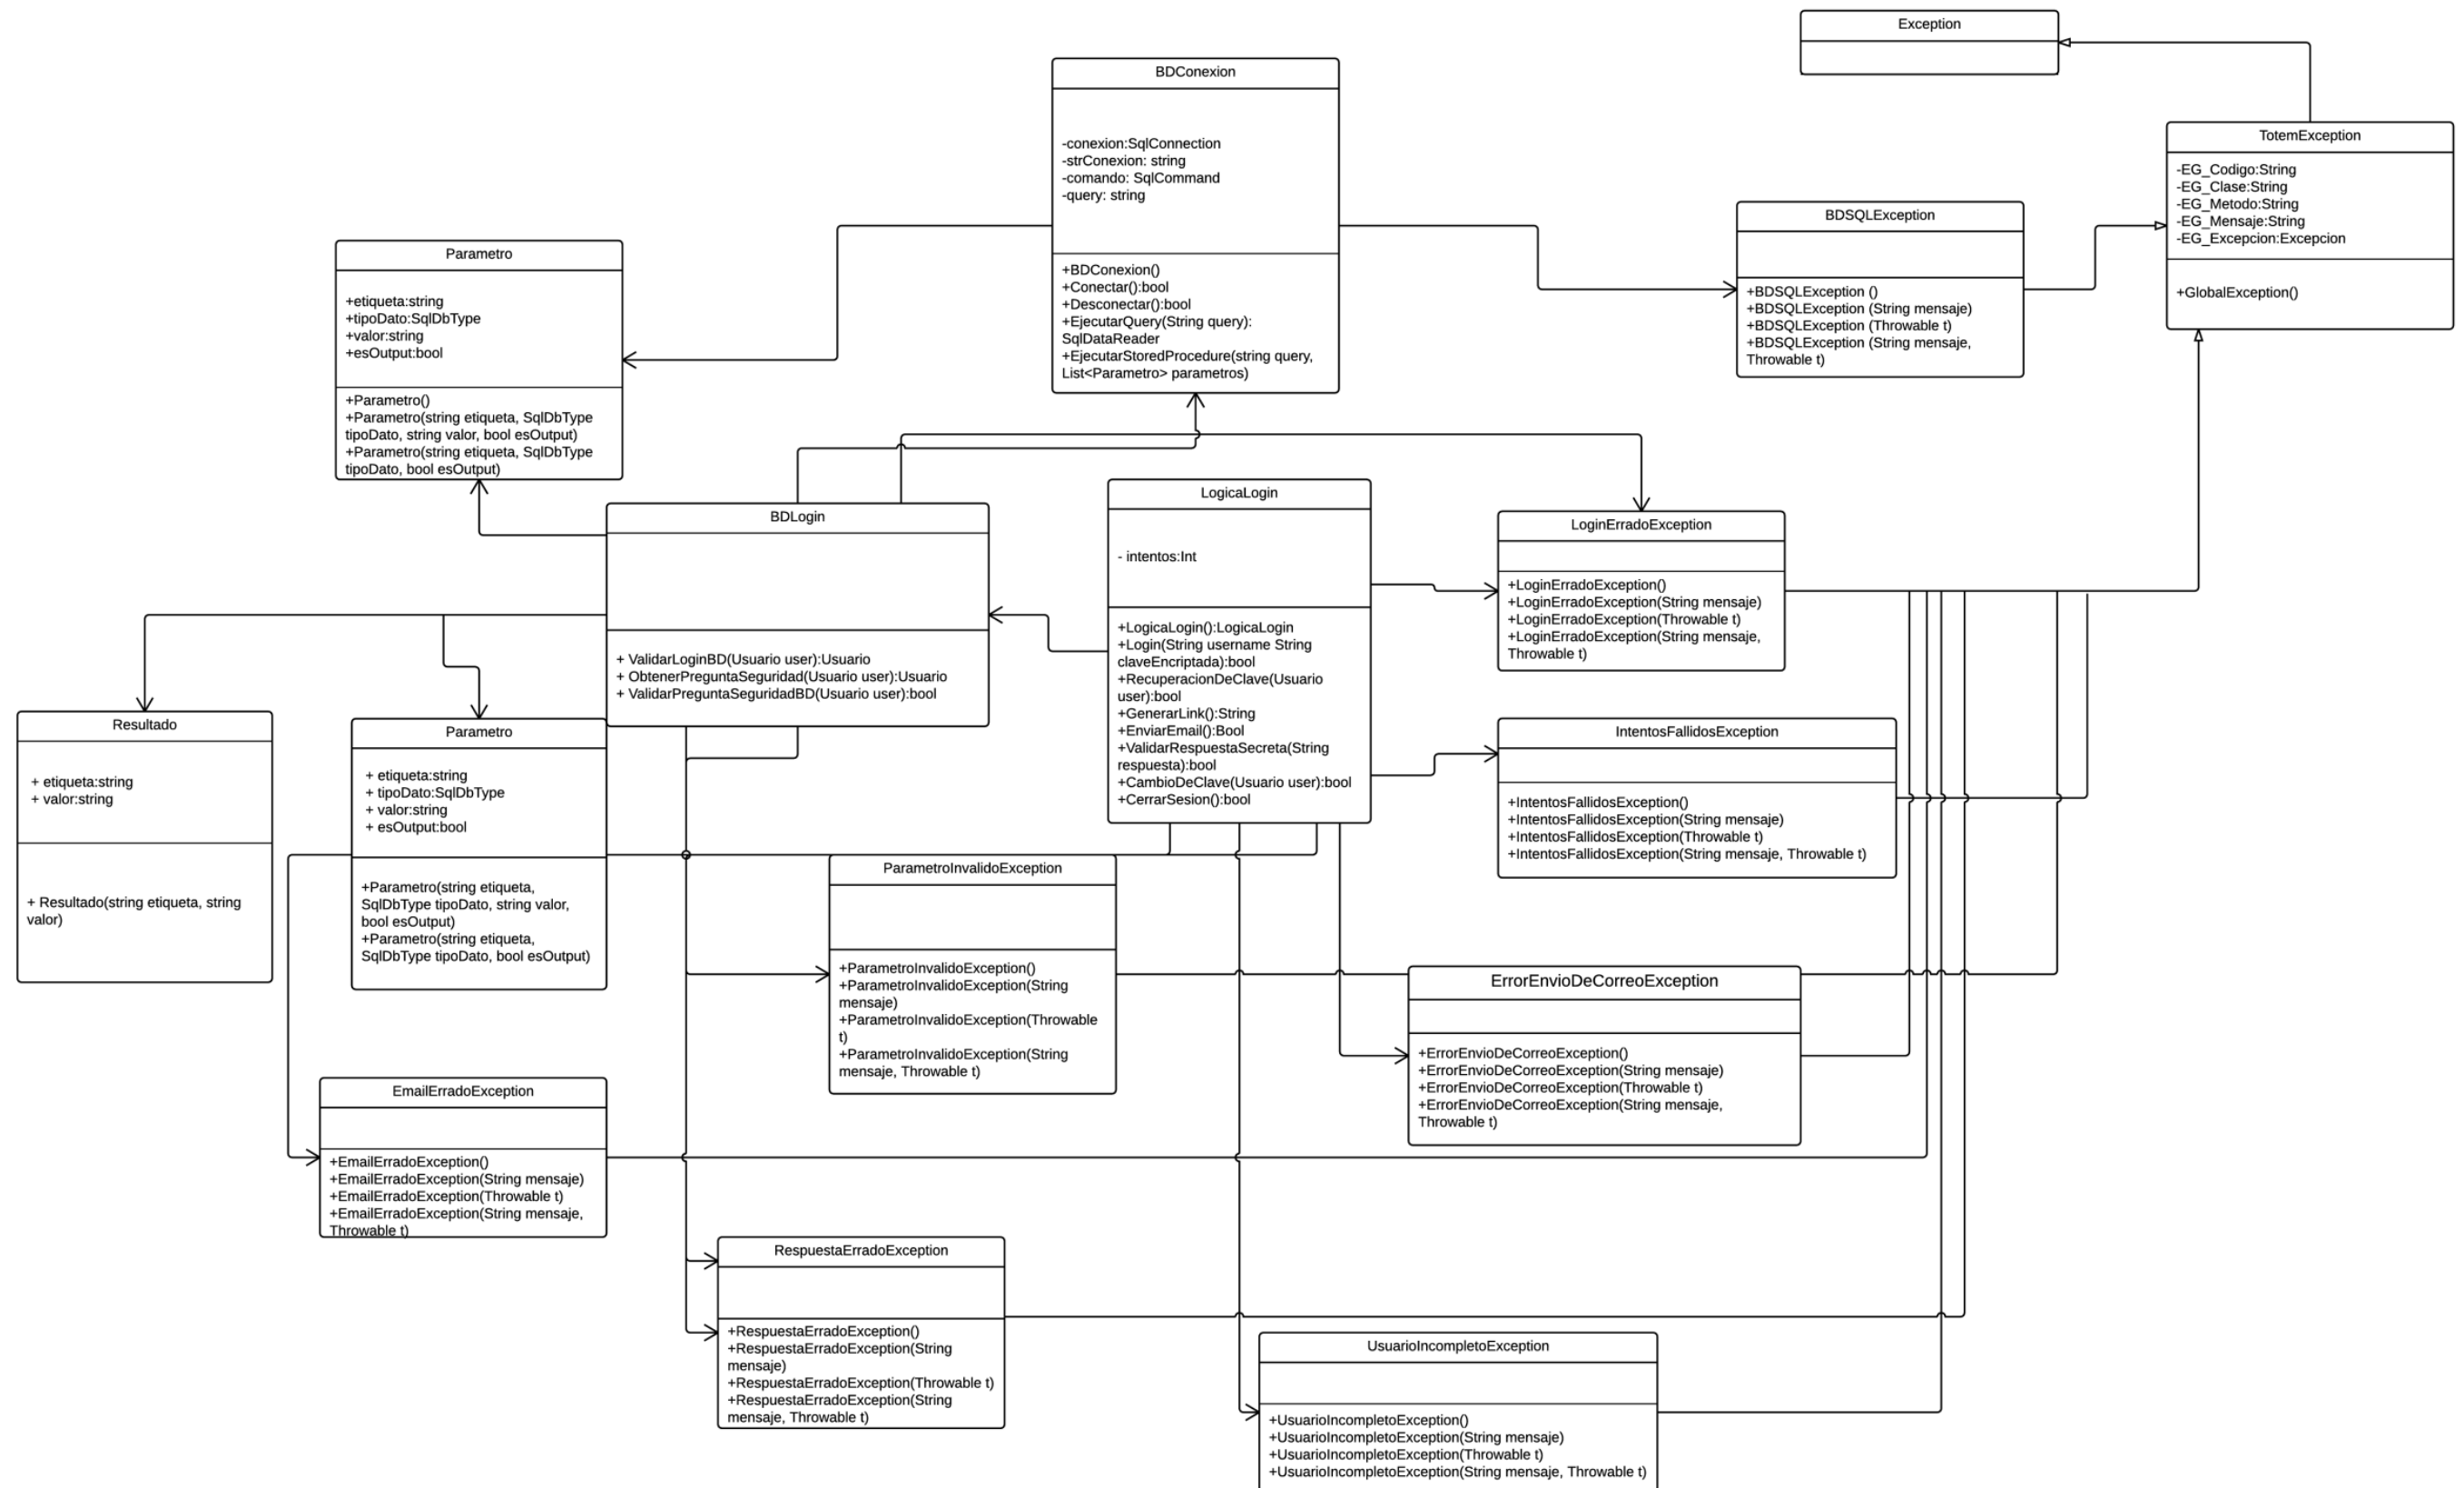 Exception
BDConexion
-conexion:SqlConnection
-strConexion: string
-comando: SqlCommand
-query: string
+BDConexion()
+Conectar():bool
+Desconectar():bool
+EjecutarQuery(String query):
SqlDataReader
+EjecutarStoredProcedure(string query,
List<Parametro> parametros)
TotemException
-EG_Codigo:String
-EG_Clase:String
-EG_Metodo:String
-EG_Mensaje:String
-EG_Excepcion:Excepcion
+GlobalException()
BDSQLException
+BDSQLException ()
+BDSQLException (String mensaje)
+BDSQLException (Throwable t)
+BDSQLException (String mensaje,
Throwable t)
Parametro
+etiqueta:string
+tipoDato:SqlDbType
+valor:string
+esOutput:bool
+Parametro()
+Parametro(string etiqueta, SqlDbType
tipoDato, string valor, bool esOutput)
+Parametro(string etiqueta, SqlDbType
tipoDato, bool esOutput)
BDLogin
+ ValidarLoginBD(Usuario user):Usuario
+ ObtenerPreguntaSeguridad(Usuario user):Usuario
+ ValidarPreguntaSeguridadBD(Usuario user):bool
LogicaLogin
- intentos:Int
+LogicaLogin():LogicaLogin
+Login(String username String
claveEncriptada):bool
+RecuperacionDeClave(Usuario
user):bool
+GenerarLink():String
+EnviarEmail():Bool
+ValidarRespuestaSecreta(String
respuesta):bool
+CambioDeClave(Usuario user):bool
+CerrarSesion():bool
LoginErradoException
+LoginErradoException()
+LoginErradoException(String mensaje)
+LoginErradoException(Throwable t)
+LoginErradoException(String mensaje,
Throwable t)
Resultado
+ etiqueta:string
+ valor:string
+ Resultado(string etiqueta, string
valor)
Parametro
+ etiqueta:string
+ tipoDato:SqlDbType
+ valor:string
+ esOutput:bool
+Parametro(string etiqueta,
SqlDbType tipoDato, string valor,
bool esOutput)
+Parametro(string etiqueta,
SqlDbType tipoDato, bool esOutput)
IntentosFallidosException
+IntentosFallidosException()
+IntentosFallidosException(String mensaje)
+IntentosFallidosException(Throwable t)
+IntentosFallidosException(String mensaje, Throwable t)
ParametroInvalidoException
+ParametroInvalidoException()
+ParametroInvalidoException(String
mensaje)
+ParametroInvalidoException(Throwable
t)
+ParametroInvalidoException(String
mensaje, Throwable t)
ErrorEnvioDeCorreoException
+ErrorEnvioDeCorreoException()
+ErrorEnvioDeCorreoException(String mensaje)
+ErrorEnvioDeCorreoException(Throwable t)
+ErrorEnvioDeCorreoException(String mensaje,
Throwable t)
EmailErradoException
+EmailErradoException()
+EmailErradoException(String mensaje)
+EmailErradoException(Throwable t)
+EmailErradoException(String mensaje,
Throwable t)
RespuestaErradoException
+RespuestaErradoException()
+RespuestaErradoException(String
mensaje)
+RespuestaErradoException(Throwable t)
+RespuestaErradoException(String
mensaje, Throwable t)
UsuarioIncompletoException
+UsuarioIncompletoException()
+UsuarioIncompletoException(String mensaje)
+UsuarioIncompletoException(Throwable t)
+UsuarioIncompletoException(String mensaje, Throwable t)